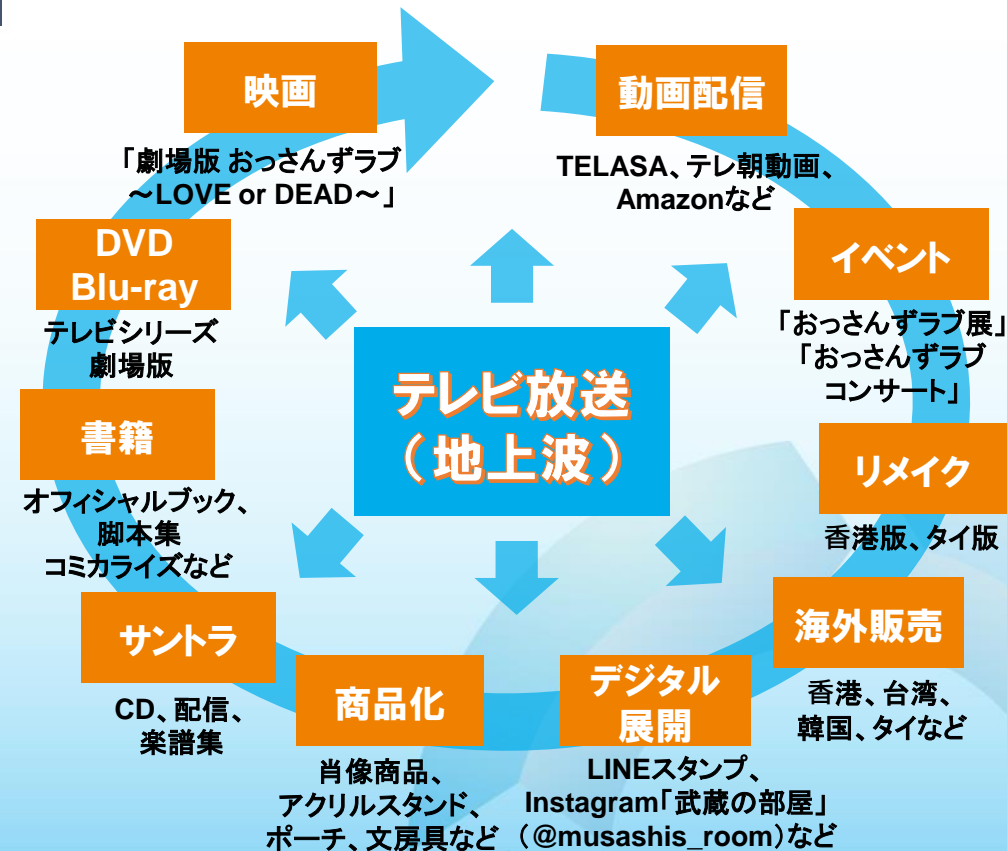 映画
「劇場版 おっさんずラブ
～LOVE or DEAD～」
動画配信
TELASA、テレ朝動画、
Amazonなど
DVD
Blu-ray
テレビシリーズ
劇場版
イベント
「おっさんずラブ展」
「おっさんずラブ
コンサート」
テレビ放送
（地上波）
書籍
オフィシャルブック、
脚本集
コミカライズなど
リメイク
香港版、タイ版
サントラ
CD、配信、
楽譜集
海外販売
香港、台湾、
韓国、タイなど
商品化
肖像商品、
アクリルスタンド、
ポーチ、文房具など
デジタル
展開
LINEスタンプ、
Instagram「武蔵の部屋」
（@musashis_room）など